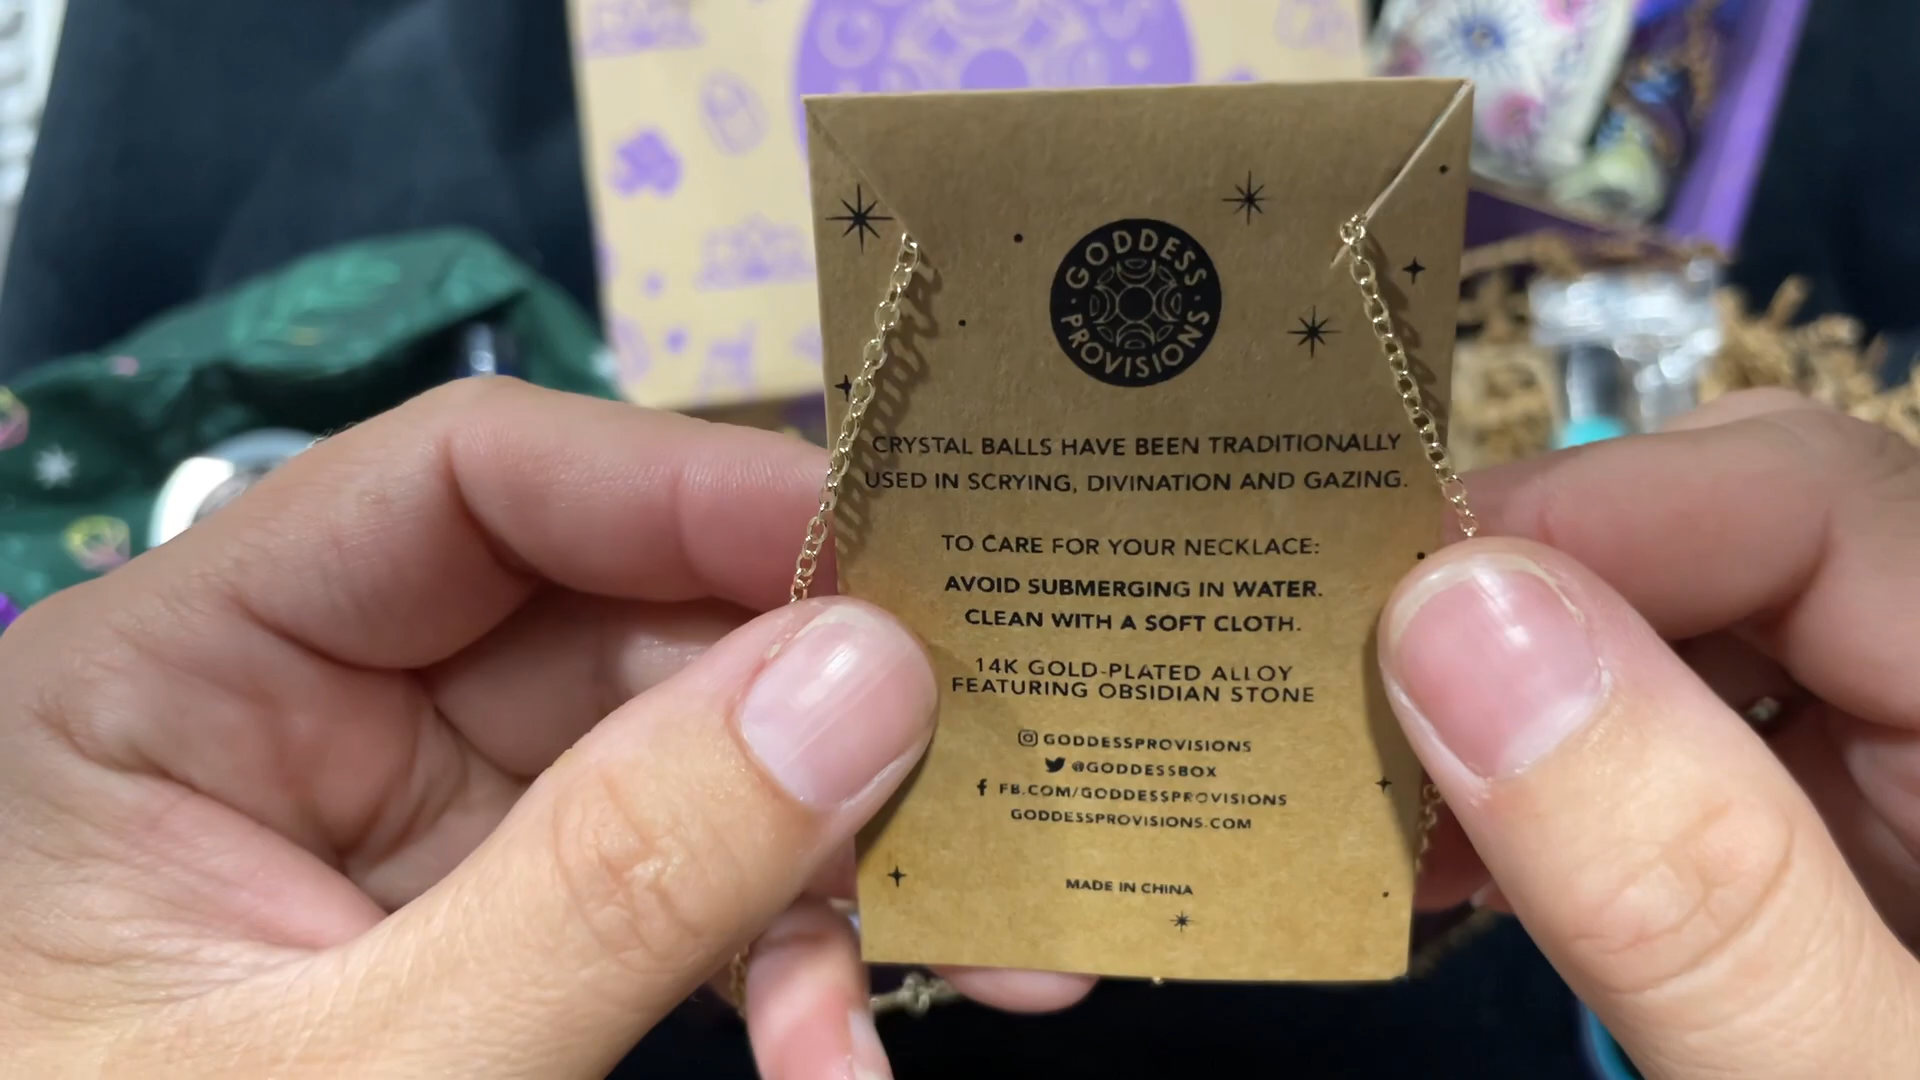 GODDESS
PROVISIONS
CRYSTAL BALLS HAVE BEEN TRADITIONALLY
USED IN SCRYING, DIVINATION AND GAZING.
TO CARE FOR YOUR NECKLACE:
AVOID SUBMERGING IN WATER.
CLEAN WITH A SOFT CLOTH.
14K GOLD-PLATED ALLOY
FEATURING OBSIDIAN STONE
GODDESSPROVISIONS
@GODDESSBOX
FB.COM/GODDESSPROVISIONS
GODDESSPROVISIONS.COM
MADE IN CHINA